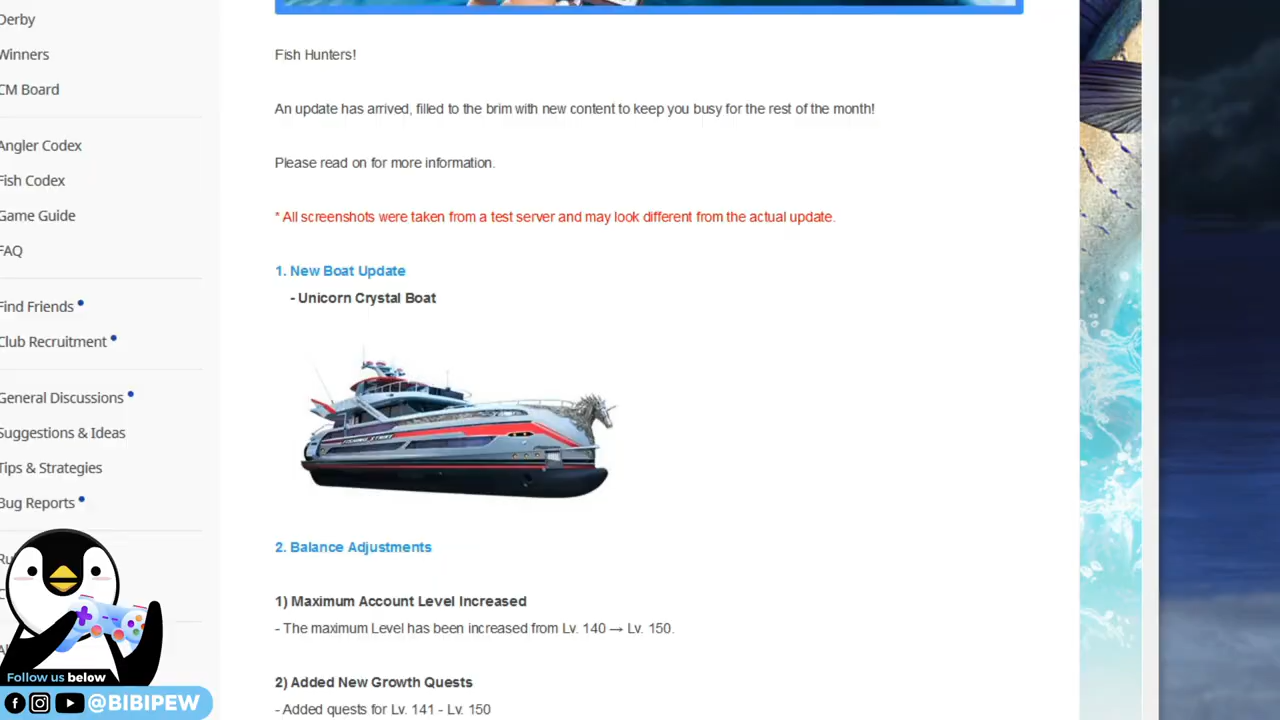 Derby
Winners
CM Board
Angler Codex
Fish Codex
Game Guide
FAQ
Find Friends
Club Recruitment
General Discussions
Suggestions & Ideas
Tips & Strategies
Bug Reports
Ru
Follow us below
@BIBIPEW
Fish Hunters!
An update has arrived, filled to the brim with new content to keep you busy for the rest of the month!
Please read on for more information.
* All screenshots were taken from a test server and may look different from the actual update.
1. New Boat Update
- Unicorn Crystal Boat
2. Balance Adjustments
1) Maximum Account Level Increased
- The maximum Level has been increased from Lv. 140 → Lv. 150.
2) Added New Growth Quests
- Added quests for Lv. 141 - Lv. 150